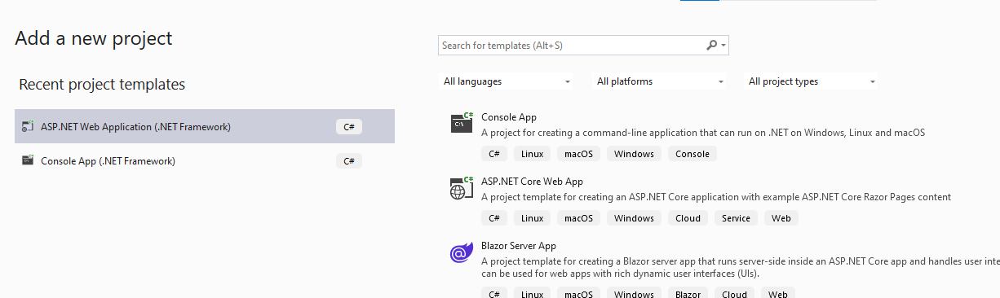 Add a new project
Recent project templates
ASP.NET Web Application (.NET Framework) C#
Console App (.NET Framework) C#
Search for templates (Alt+S)
All languages All platforms All project types
C#
C:\
Console App
A project for creating a command-line application that can run on .NET on Windows, Linux and macOS
C# Linux macOS Windows Console
C#
ASP.NET Core Web App
A project template for creating an ASP.NET Core application with example ASP.NET Core Razor Pages content
C# Linux macOS Windows Cloud Service Web
@
Blazor Server App
A project template for creating a Blazor server app that runs server-side inside an ASP.NET Core app and handles user inte
can be used for web apps with rich dynamic user interfaces (UIs).
C# Linux macOS Windows Blazor Cloud Web